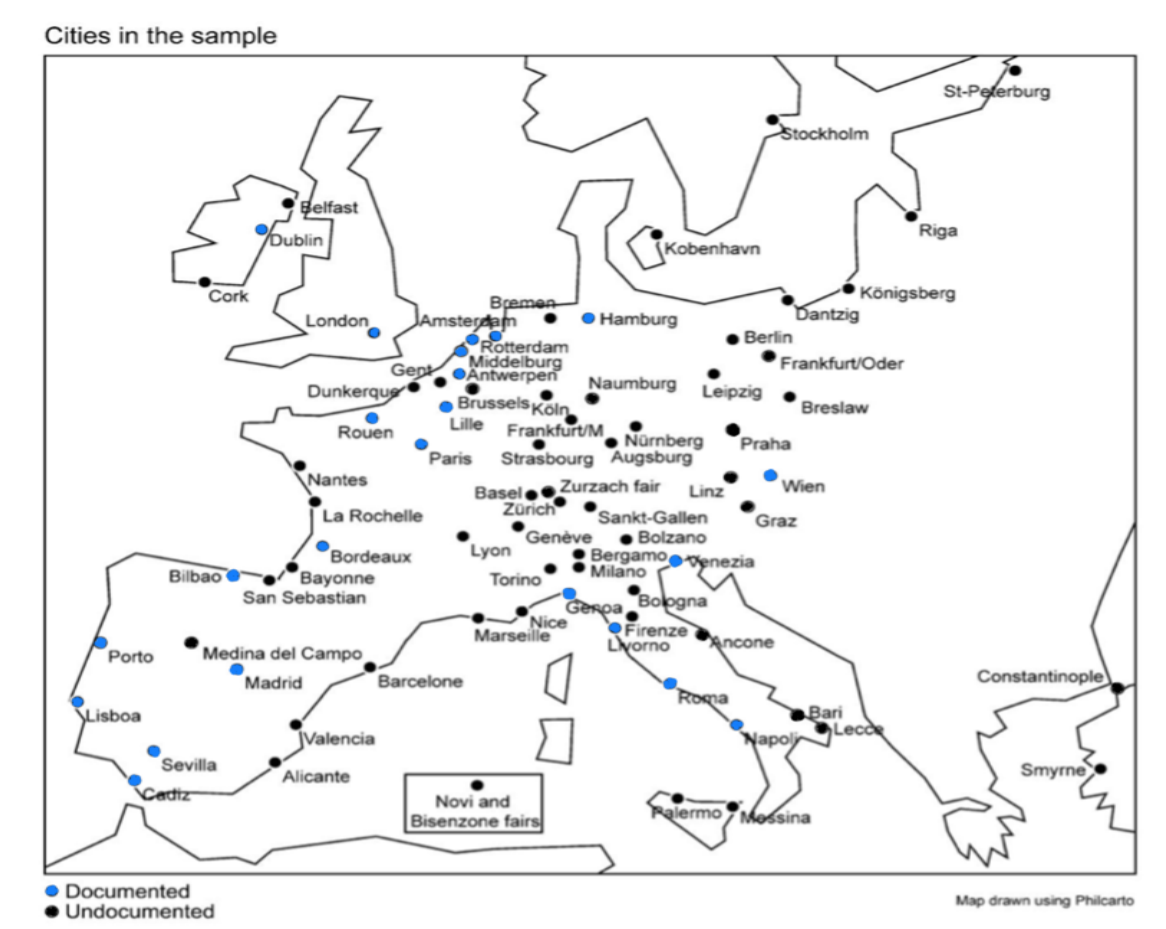 Cities in the sample
St-Peterburg
Stockholm
Belfast
Riga
Dublin
Kobenhavn
Cork
Königsberg
Bremen
Dantzig
London
Amsterdam
Hamburg
Berlin
Rotterdam
Middelburg
Frankfurt/Oder
Gent
Antwerpen
Naumburg
Dunkerque
Leipzig
Brussels
Köln
Breslaw
Lille
Rouen
Frankfurt/M
Nürnberg
Praha
Paris
Strasbourg
Augsburg
Nantes
Zurzach fair
Linz
Wien
Basel
Zürich
La Rochelle
Sankt-Gallen
Graz
Genève
Bolzano
Lyon
Bordeaux
Bergamo
Venezia
Bilbao
Bayonne
Torino
Milano
San Sebastian
Bologna
Genoa
Nice
Firenze
Marseille
Livorno
Ancone
Porto
Medina del Campo
Constantinople
Madrid
Barcelone
Roma
Lisboa
Bari
Lecce
Valencia
Napoli
Sevilla
Smyrne
Alicante
Cadiz
Novi and
Bisenzone fairs
Palermo
Messina
Documented
Undocumented
Map drawn using Philcarto